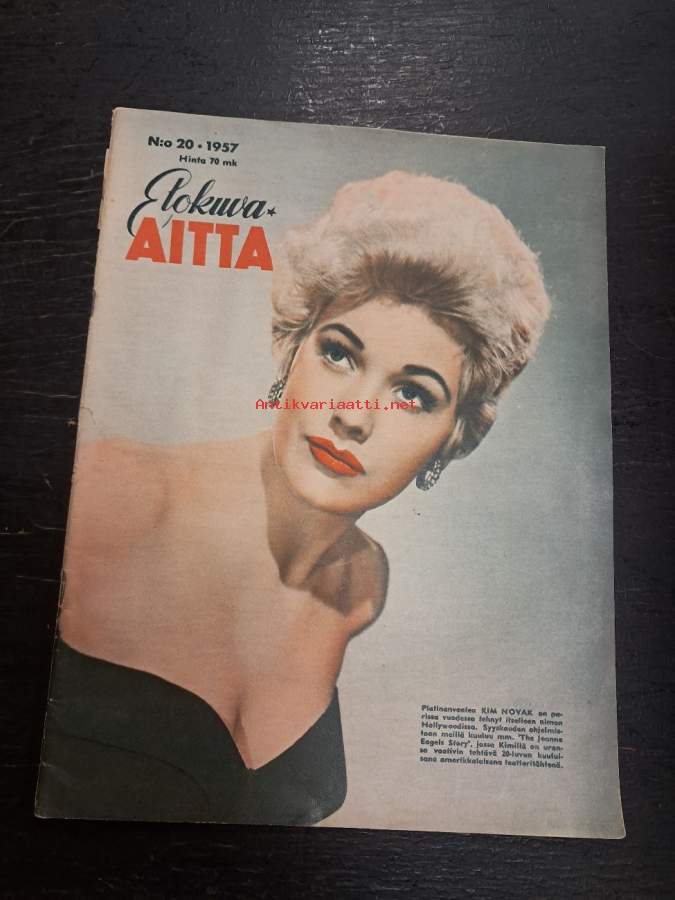 N:o 20 • 1957
Hinta 70 mk
Elokuva★
AITTA
Antikvariaatti.net
Platinanvaalea KIM NOVAK on pa-
rissa vuodessa tehnyt itselleen nimen
Hollywoodissa. Syyskauden ohjelmis-
toon meillä kuuluu mm. "The Jeanne
Eagels Story", jossa Kimillä on uran-
sa vaativin tehtävä 20-luvun kuului-
sana amerikkalaisena teatteritähtenä.